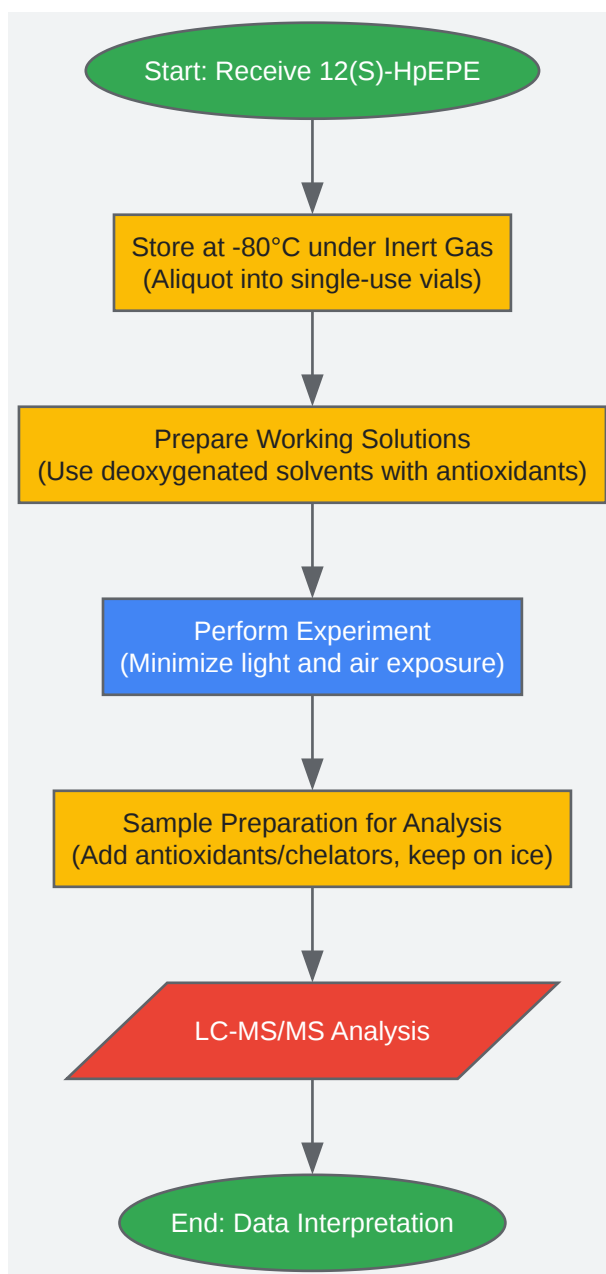 Start: Receive 12(S)-HpEPE
Store at -80°C under Inert Gas
(Aliquot into single-use vials)
Prepare Working Solutions
(Use deoxygenated solvents with antioxidants)
Perform Experiment
(Minimize light and air exposure)
Sample Preparation for Analysis
(Add antioxidants/chelators, keep on ice)
LC-MS/MS Analysis
End: Data Interpretation